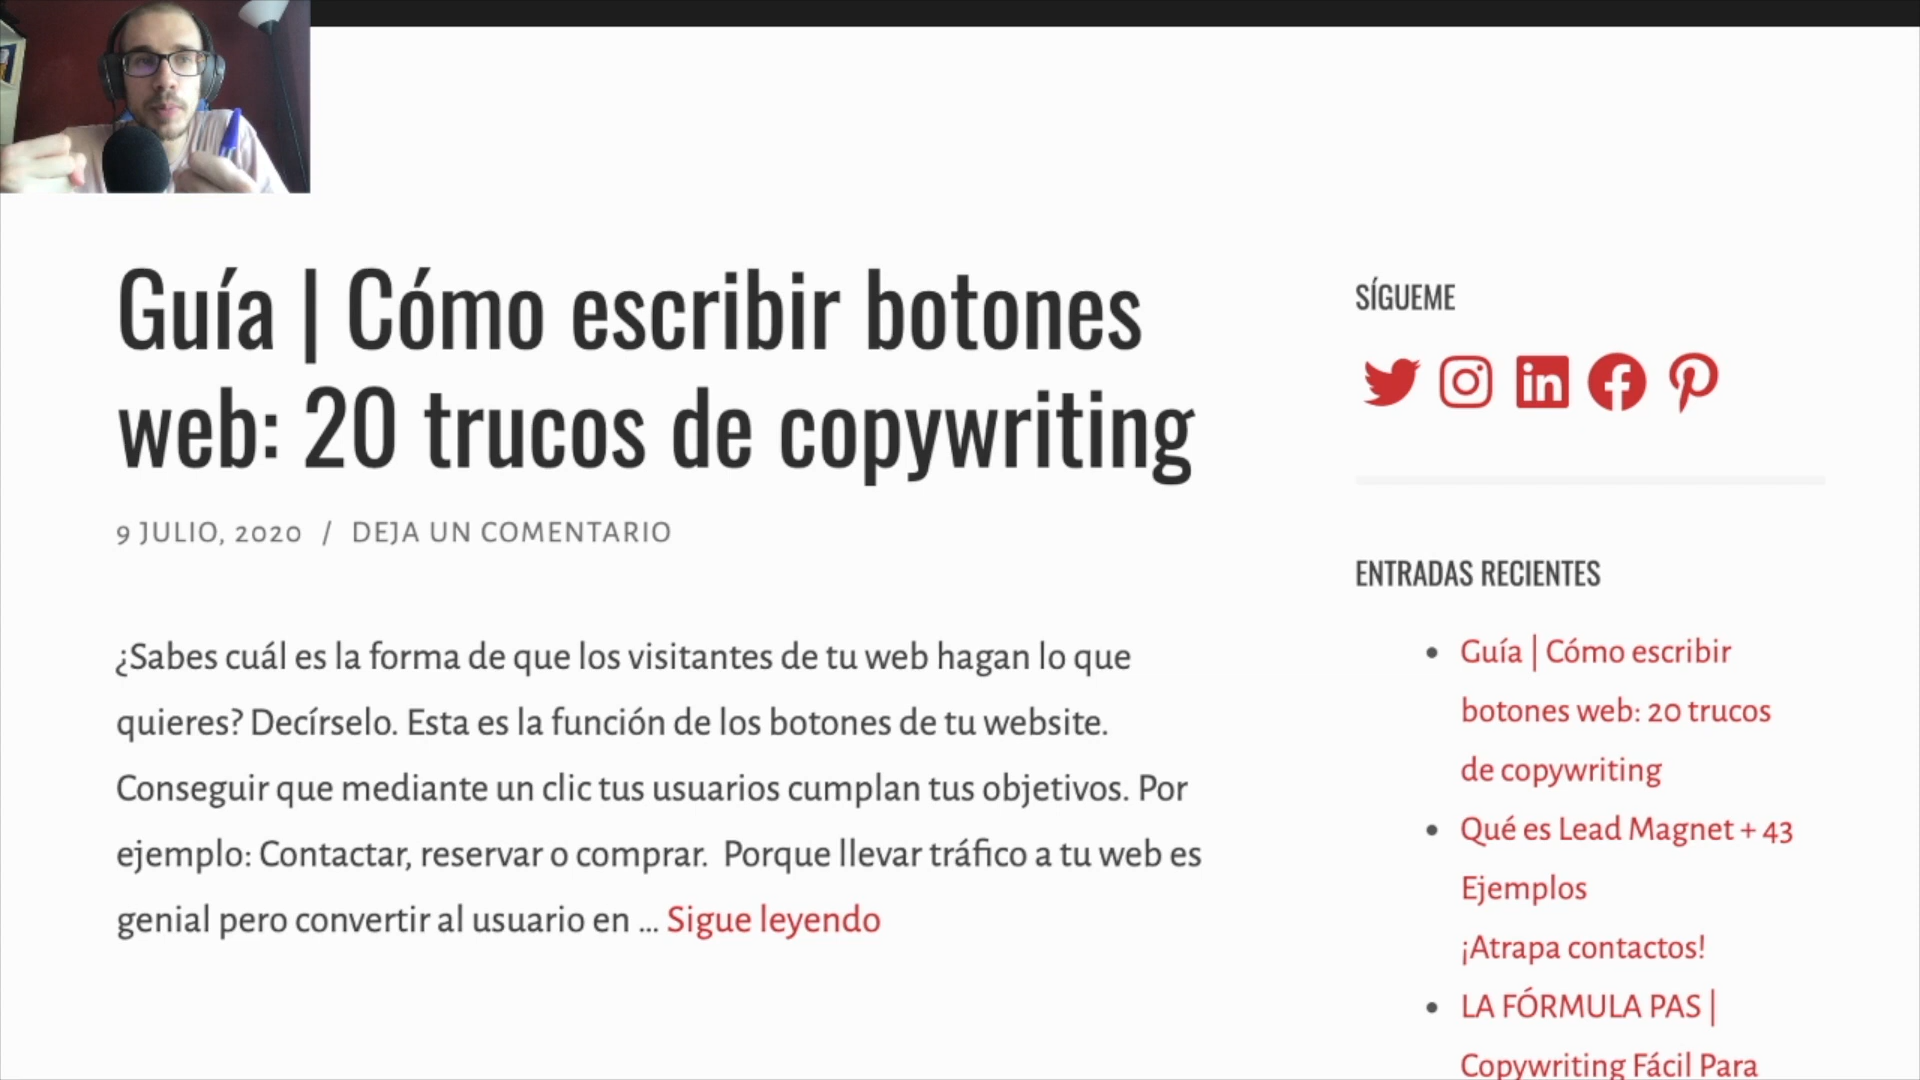 Guía | Cómo escribir botones
web: 20 trucos de copywriting
9 JULIO, 2020 / DEJA UN COMENTARIO
¿Sabes cuál es la forma de que los visitantes de tu web hagan lo que
quieres? Decírselo. Esta es la función de los botones de tu website.
Conseguir que mediante un clic tus usuarios cumplan tus objetivos. Por
ejemplo: Contactar, reservar o comprar. Porque llevar tráfico a tu web es
genial pero convertir al usuario en ... Sigue leyendo
SÍGUEME
ENTRADAS RECIENTES
Guía | Cómo escribir
botones web: 20 trucos
de copywriting
Qué es Lead Magnet + 43
Ejemplos
¡Atrapa contactos!
LA FÓRMULA PAS |
Copywriting Fácil Para